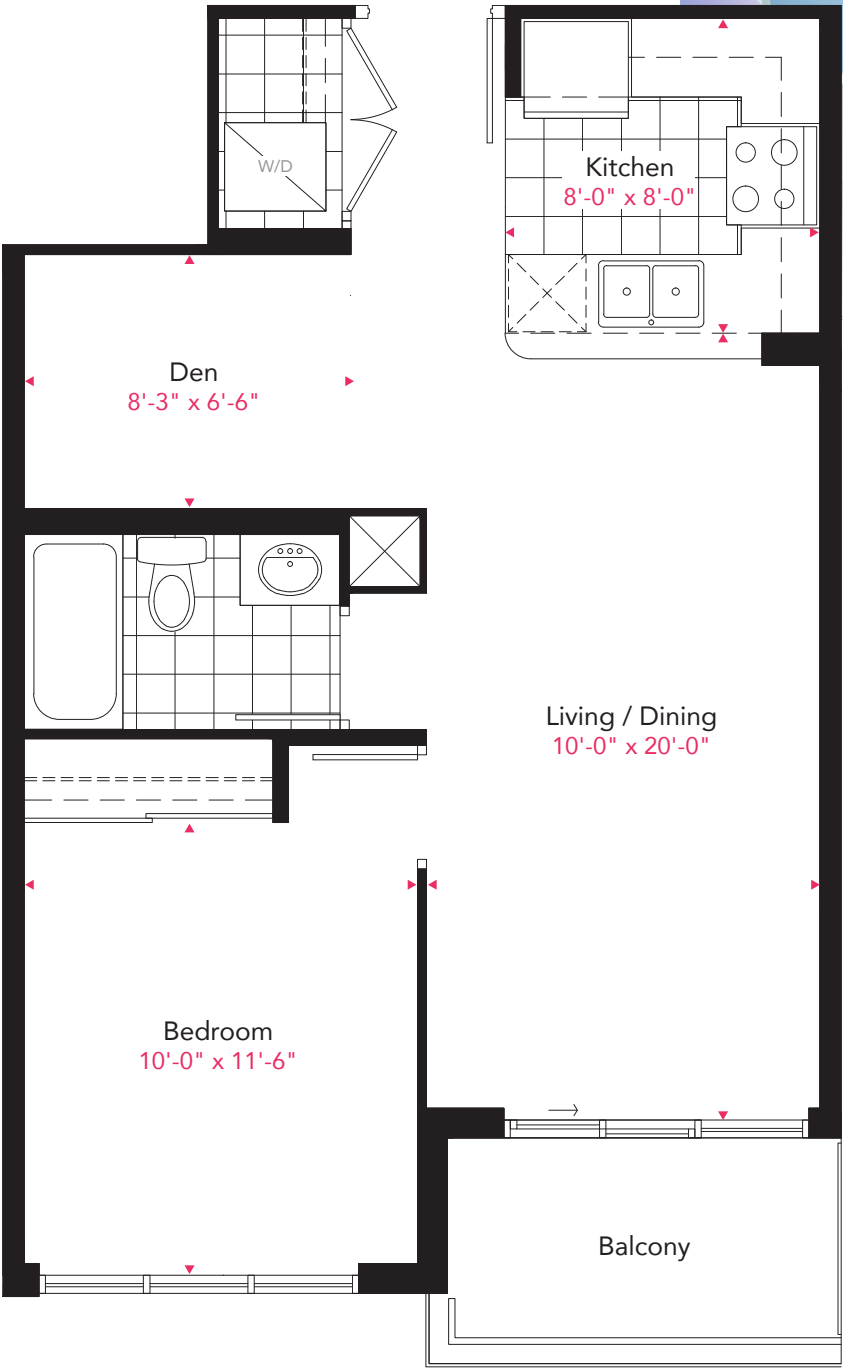 W/D
Kitchen
8'-0" x 8'-0"
Den
8'-3" x 6'-6"
Living / Dining
10'-0" x 20'-0"
Bedroom
10'-0" x 11'-6"
Balcony